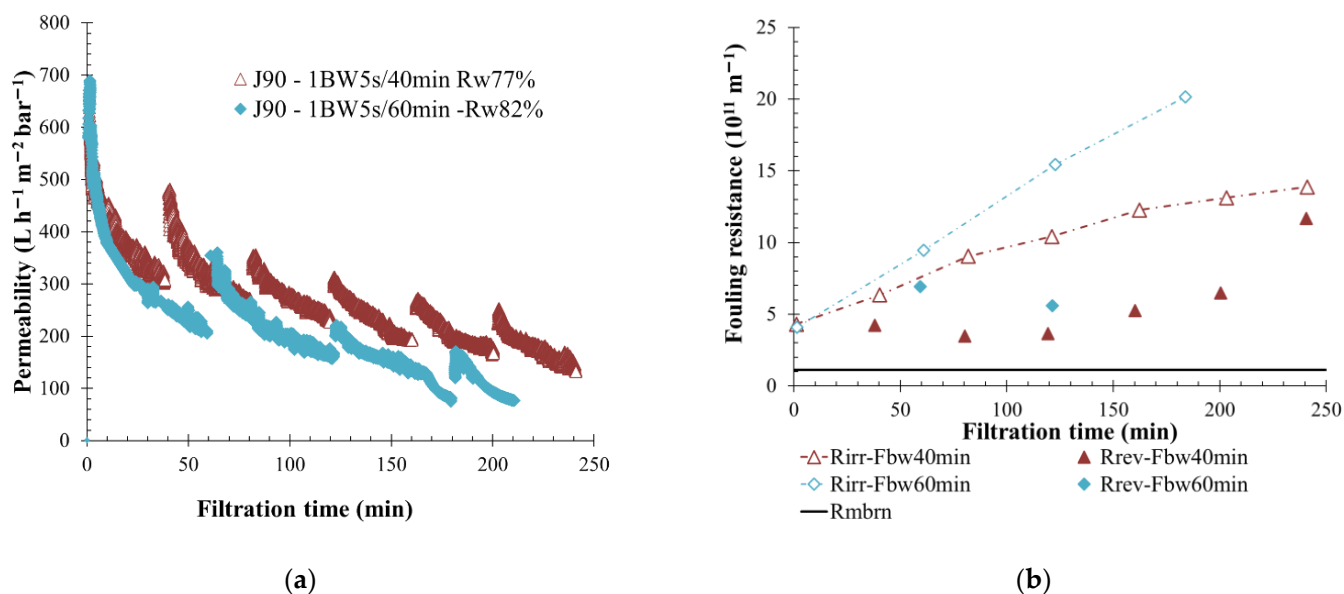 800
700
600
500
400
300
200
100
0
Permeability (L h⁻¹ m⁻² bar⁻¹)
J90 - 1BW5s/40min Rw77%
J90 - 1BW5s/60min -Rw82%
0 50 100 150 200 250
Filtration time (min)
(a)
25
20
15
10
5
0
Fouling resistance (10¹¹ m⁻¹)
0 50 100 150 200 250
Filtration time (min)
Rirr-Fbw40min Rrev-Fbw40min
Rirr-Fbw60min Rrev-Fbw60min
Rmbrn
(b)